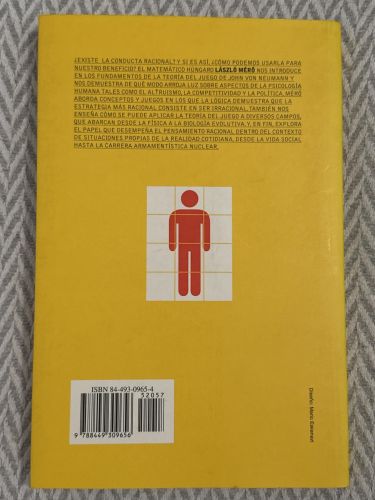 ¿EXISTE LA CONDUCTA RACIONAL? Y SI ES ASÍ, ¿CÓMO PODEMOS USARLA PARA
NUESTRO BENEFICIO? EL MATEMÁTICO HÚNGARO LÁSZLÓ MÉRŐ NOS INTRODUCE
EN LOS FUNDAMENTOS DE LA TEORÍA DEL JUEGO DE JOHN VON NEUMANN Y
NOS DEMUESTRA DE QUÉ MODO ARROJA LUZ SOBRE ASPECTOS DE LA PSICOLOGÍA
HUMANA TALES COMO EL ALTRUISMO, LA COMPETITIVIDAD Y LA POLÍTICA. MÉRŐ
ABORDA CONCEPTOS Y JUEGOS EN LOS QUE LA LÓGICA DEMUESTRA QUE LA
ESTRATEGIA MÁS RACIONAL CONSISTE EN SER IRRACIONAL. TAMBIÉN NOS
ENSEÑA CÓMO SE PUEDE APLICAR LA TEORÍA DEL JUEGO A DIVERSOS CAMPOS,
QUE ABARCAN DESDE LA FÍSICA A LA BIOLOGÍA EVOLUTIVA Y, EN FIN, EXPLORA
EL PAPEL QUE DESEMPEÑA EL PENSAMIENTO RACIONAL DENTRO DEL CONTEXTO
DE SITUACIONES PROPIAS DE LA REALIDAD COTIDIANA, DESDE LA VIDA SOCIAL
HASTA LA CARRERA ARMAMENTÍSTICA NUCLEAR.
ISBN 84-493-0965-4
52057
9 788449 309656
Diseño: Mario Eskenazi